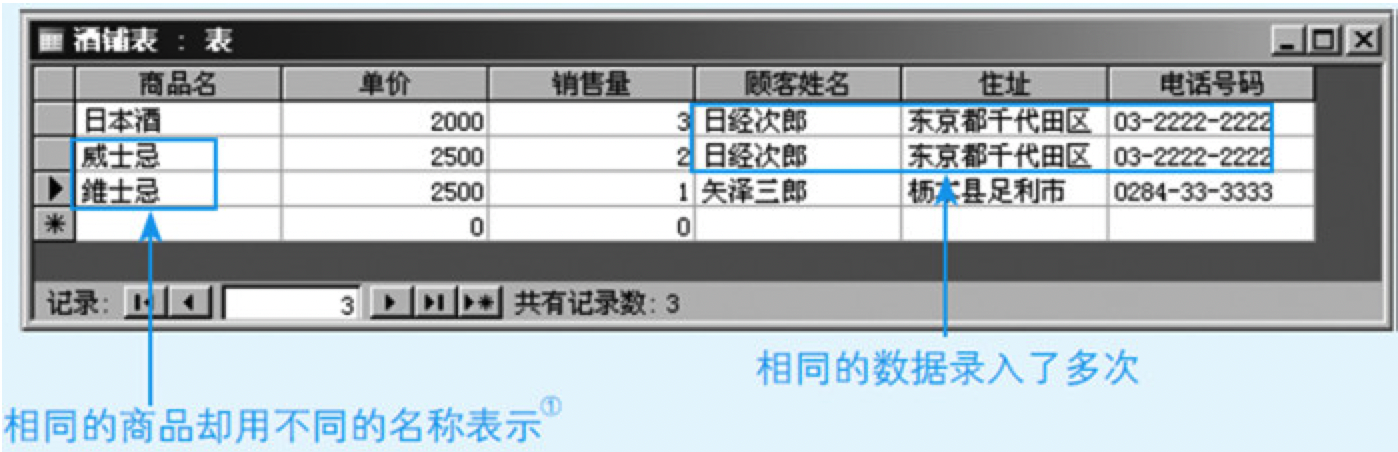 酒铺表 : 表
商品名 单价 销售量 顾客姓名 住址 电话号码
日本酒 2000 3 日经次郎 东京都千代田区 03-2222-2222
威士忌 2500 2 日经次郎 东京都千代田区 03-2222-2222
維士忌 2500 1 矢泽三郎 栃木县足利市 0284-33-3333
0 0
记录: 3 共有记录数: 3
相同的数据录入了多次
相同的商品却用不同的名称表示①